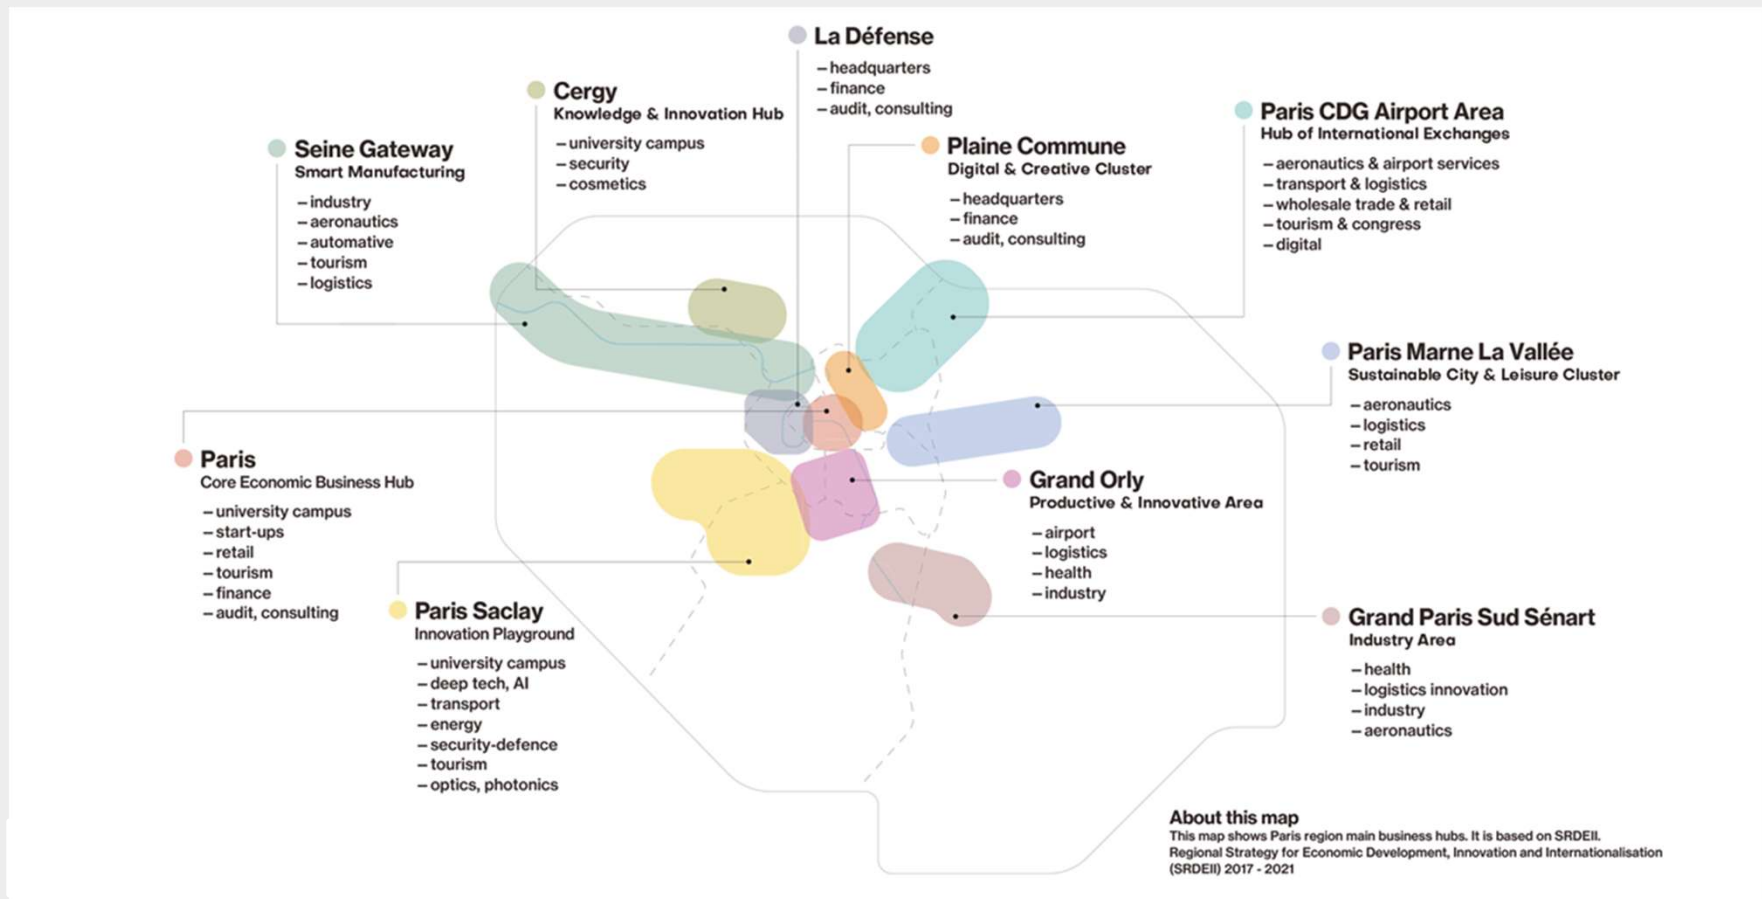 La Défense
– headquarters
– finance
– audit, consulting
Cergy
Knowledge & Innovation Hub
– university campus
– security
– cosmetics
Seine Gateway
Smart Manufacturing
– industry
– aeronautics
– automative
– tourism
– logistics
Plaine Commune
Digital & Creative Cluster
– headquarters
– finance
– audit, consulting
Paris CDG Airport Area
Hub of International Exchanges
– aeronautics & airport services
– transport & logistics
– wholesale trade & retail
– tourism & congress
– digital
Paris Marne La Vallée
Sustainable City & Leisure Cluster
– aeronautics
– logistics
– retail
– tourism
Paris
Core Economic Business Hub
– university campus
– start-ups
– retail
– tourism
– finance
– audit, consulting
Grand Orly
Productive & Innovative Area
– airport
– logistics
– health
– industry
Paris Saclay
Innovation Playground
– university campus
– deep tech, AI
– transport
– energy
– security-defence
– tourism
– optics, photonics
Grand Paris Sud Sénart
Industry Area
– health
– logistics innovation
– industry
– aeronautics
About this map
This map shows Paris region main business hubs. It is based on SRDEII.
Regional Strategy for Economic Development, Innovation and Internationalisation
(SRDEII) 2017 - 2021